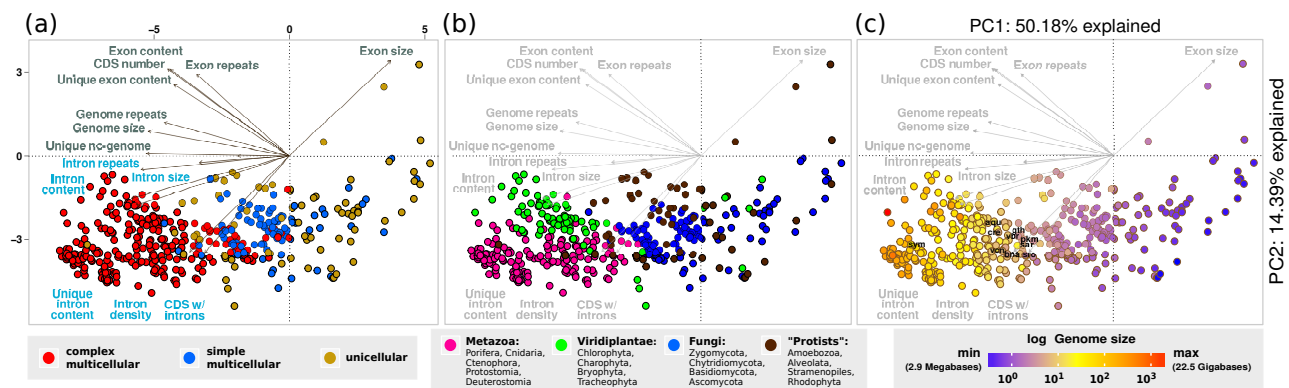 (a)
(b)
(c)
PC1: 50.18% explained
PC2: 14.39% explained
−5
0
5
3
0
−3
Exon content
CDS number
Exon repeats
Unique exon content
Exon size
Genome repeats
Genome size
Unique nc-genome
Intron repeats
Intron size
Intron
content
Unique
intron
content
Intron
density
CDS w/
introns
Exon content
CDS number
Exon repeats
Unique exon content
Exon size
Genome repeats
Genome size
Unique nc-genome
Intron repeats
Intron size
Intron
content
Unique
intron
content
Intron
density
CDS w/
introns
Exon content
CDS number
Exon repeats
Unique exon content
Exon size
Genome repeats
Genome size
Unique nc-genome
Intron repeats
Intron size
Intron
content
sym
cre
gth
pkm
Unique
intron
content
Intron
density
CDS w/
introns
complex
multicellular
simple
multicellular
unicellular
Metazoa:
Porifera, Cnidaria,
Ctenophora,
Protostomia,
Deuterostomia
Viridiplantae:
Chlorophyta,
Charophyta,
Bryophyta,
Tracheophyta
Fungi:
Zygomycota,
Chytridiomycota,
Basidiomycota,
Ascomycota
"Protists":
Amoebozoa,
Alveolata,
Stramenopiles,
Rhodophyta
log Genome size
min
(2.9 Megabases)
max
(22.5 Gigabases)
10⁰
10¹
10²
10³